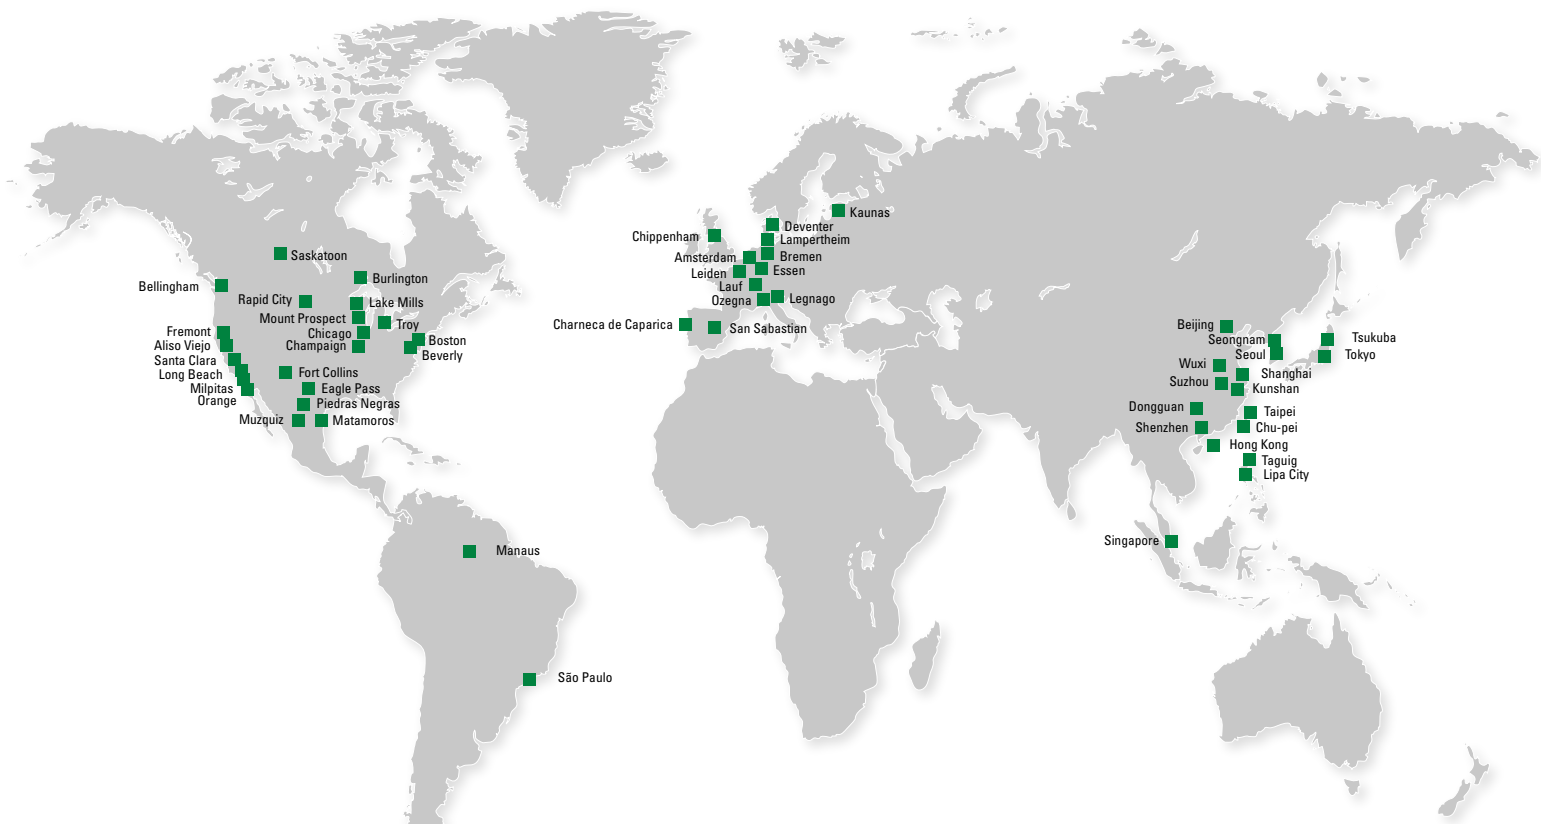 Saskatoon
Burlington
Bellingham
Rapid City
Lake Mills
Mount Prospect
Troy
Fremont
Chicago
Boston
Aliso Viejo
Champaign
Beverly
Santa Clara
Long Beach
Fort Collins
Milpitas
Eagle Pass
Orange
Piedras Negras
Muzquiz
Matamoros
Manaus
São Paulo
Kaunas
Deventer
Chippenham
Lampertheim
Amsterdam
Bremen
Leiden
Essen
Lauf
Ozegna
Legnago
Charneca de Caparica
San Sabastian
Beijing
Seongnam
Tsukuba
Seoul
Tokyo
Wuxi
Shanghai
Suzhou
Kunshan
Dongguan
Taipei
Shenzhen
Chu-pei
Hong Kong
Taguig
Lipa City
Singapore